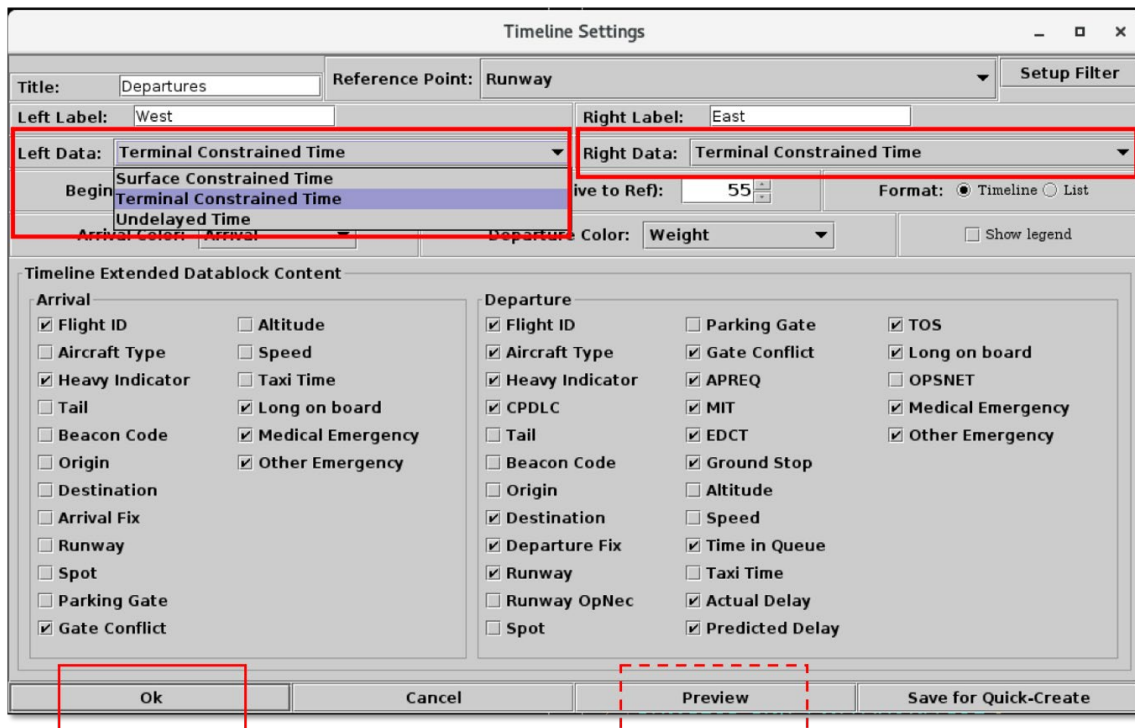 Timeline Settings
Title: Departures Reference Point: Runway Setup Filter
Left Label: West Right Label: East
Left Data: Terminal Constrained Time Right Data: Terminal Constrained Time
Surface Constrained Time
Begin ive to Ref): 55 Format: Timeline List
Terminal Constrained Time
Undelayed Time
Arrival Color: Arrival Departure Color: Weight Show legend
Timeline Extended Datablock Content
Arrival
Flight ID Altitude
Aircraft Type Speed
Heavy Indicator Taxi Time
Tail Long on board
Beacon Code Medical Emergency
Origin Other Emergency
Destination
Arrival Fix
Runway
Spot
Parking Gate
Gate Conflict
Departure
Flight ID Parking Gate TOS
Aircraft Type Gate Conflict Long on board
Heavy Indicator APREQ OPSNET
CPDLC MIT Medical Emergency
Tail EDCT Other Emergency
Beacon Code Ground Stop
Origin Altitude
Destination Speed
Departure Fix Time in Queue
Runway Taxi Time
Runway OpNec Actual Delay
Spot Predicted Delay
Ok Cancel Preview Save for Quick-Create